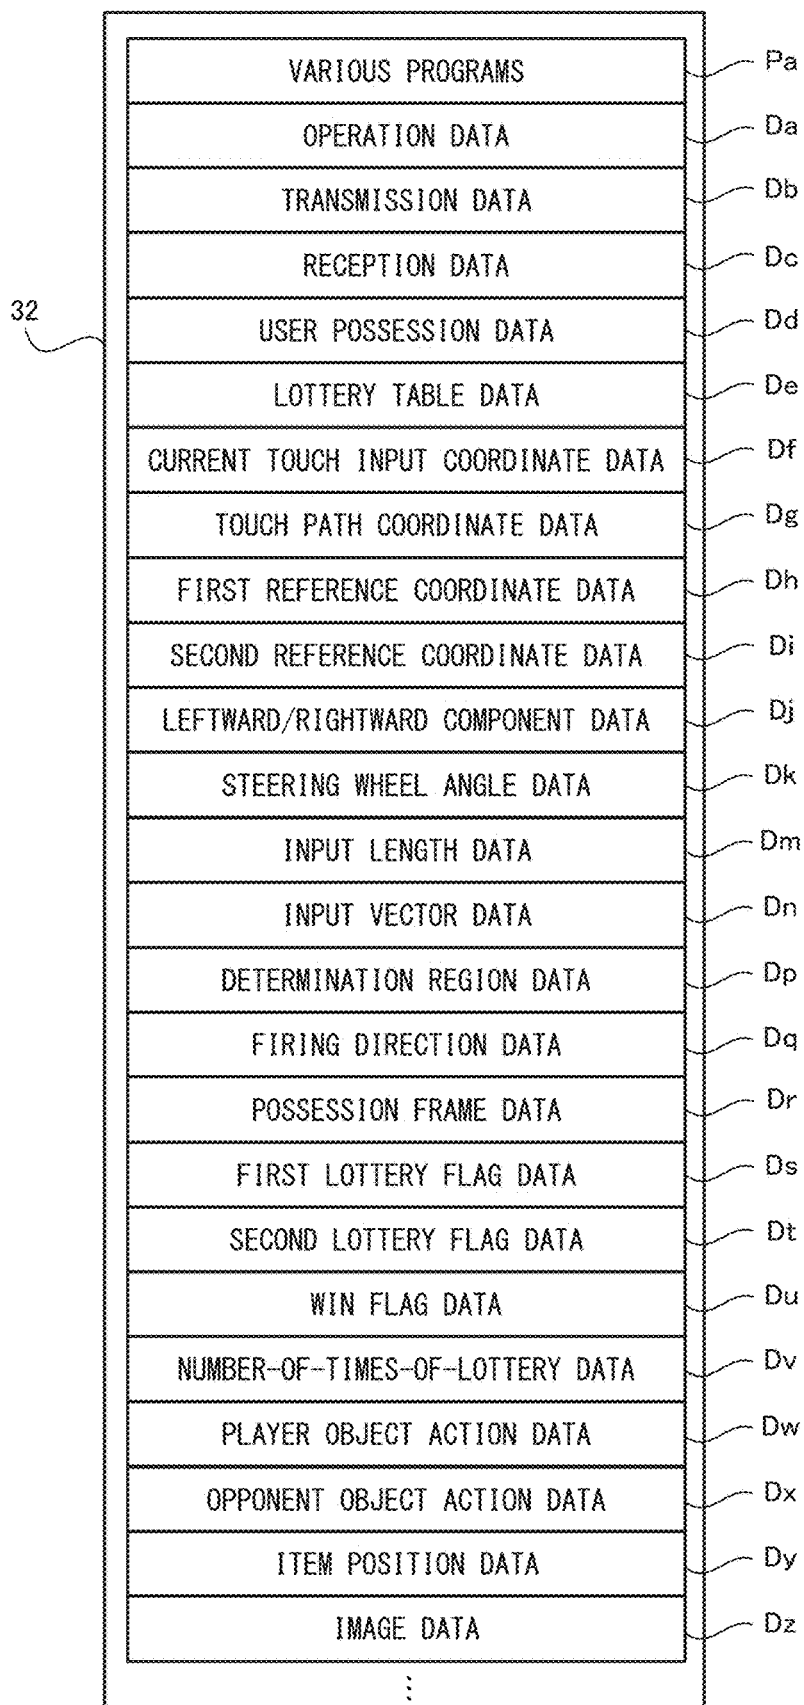 VARIOUS PROGRAMS Pa
OPERATION DATA Da
TRANSMISSION DATA Db
RECEPTION DATA Dc
32
USER POSSESSION DATA Dd
LOTTERY TABLE DATA De
CURRENT TOUCH INPUT COORDINATE DATA Df
TOUCH PATH COORDINATE DATA Dg
FIRST REFERENCE COORDINATE DATA Dh
SECOND REFERENCE COORDINATE DATA Di
LEFTWARD/RIGHTWARD COMPONENT DATA Dj
STEERING WHEEL ANGLE DATA Dk
INPUT LENGTH DATA Dm
INPUT VECTOR DATA Dn
DETERMINATION REGION DATA Dp
FIRING DIRECTION DATA Dq
POSSESSION FRAME DATA Dr
FIRST LOTTERY FLAG DATA Ds
SECOND LOTTERY FLAG DATA Dt
WIN FLAG DATA Du
NUMBER-OF-TIMES-OF-LOTTERY DATA Dv
PLAYER OBJECT ACTION DATA Dw
OPPONENT OBJECT ACTION DATA Dx
ITEM POSITION DATA Dy
IMAGE DATA Dz
⋮